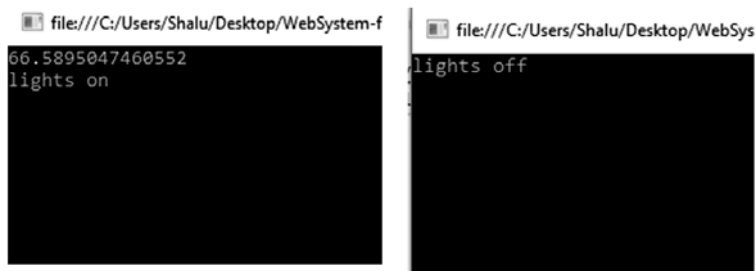 file:///C:/Users/Shalu/Desktop/WebSystem-f
66.5895047460552
lights on
file:///C:/Users/Shalu/Desktop/WebSys
lights off